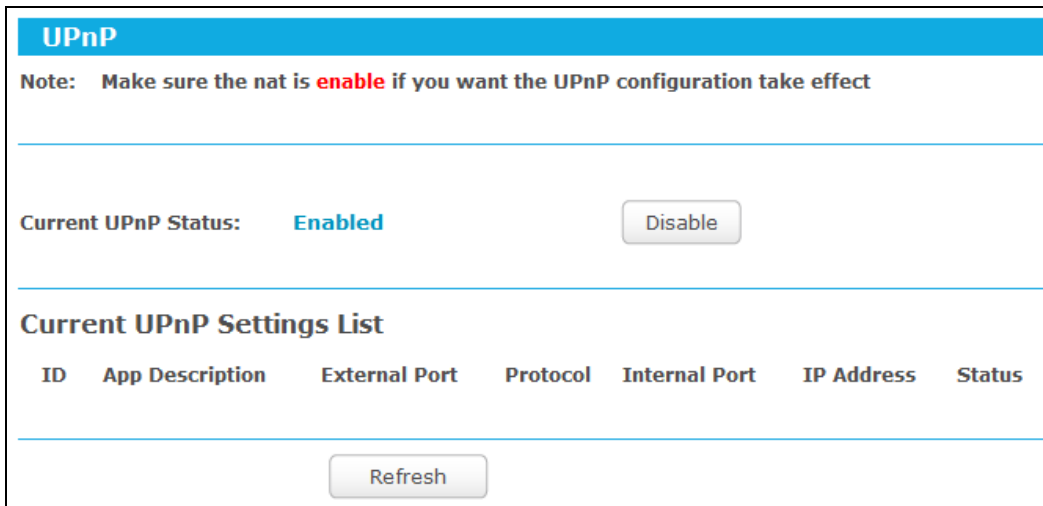 UPnP
Note: Make sure the nat is enable if you want the UPnP configuration take effect
Current UPnP Status: Enabled Disable
Current UPnP Settings List
ID App Description External Port Protocol Internal Port IP Address Status
Refresh